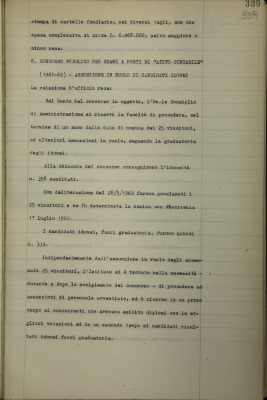 339
339
stampa di cartelle fondiarie, nei diversi tagli, con una
spesa complessiva di circa L. 6.068.000, salvo maggiore o
minor resa.
CONCORSO PUBBLICO PER ESAMI A POSTI DI "AIUTO CONTABILE"
(1961-62) - ASSUNZIONE IN RUOLO DI CANDIDATI IDONEI
La relazione d'ufficio reca:
Nel bando del concorso in oggetto, l'On.le Consiglio
di Amministrazione si riservò la facoltà di procedere, nel
termine di un anno dalla data di nomina dei 25 vincitori,
ad ulteriori assunzioni in ruolo, seguendo la graduatoria
degli idonei.
Alla chiusura del concorso conseguirono l'idoneità
n. 358 candidati.
Con deliberazione del 28/5/1962 furono proclamati i
25 vincitori e ne fu determinata la nomina con decorrenza
1° luglio 1962.
I candidati idonei, fuori graduatoria, furono quindi
n. 333.
Indipendentemente dall'assunzione in ruolo degli accen-
nati 25 vincitori, l'Istituto si è trovato nella necessità -
durante e dopo lo svolgimento del concorso - di procedere ad
assunzioni di personale avventizio, ed è ricorso in un primo
tempo ai concorrenti che avevano esibito diplomi con le mi-
gliori votazioni ed in un secondo tempo ai candidati risul-
tati idonei fuori graduatoria.